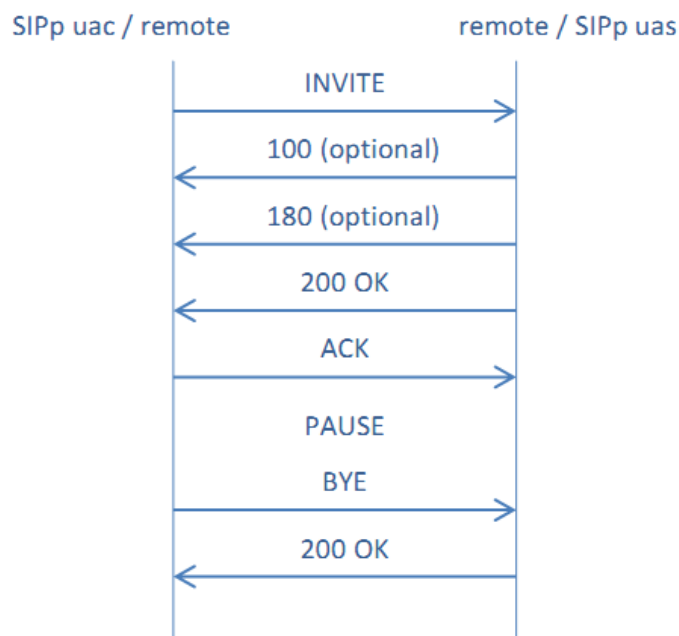 SIPp uac / remote
remote / SIPp uas
INVITE
100 (optional)
180 (optional)
200 OK
ACK
PAUSE
BYE
200 OK